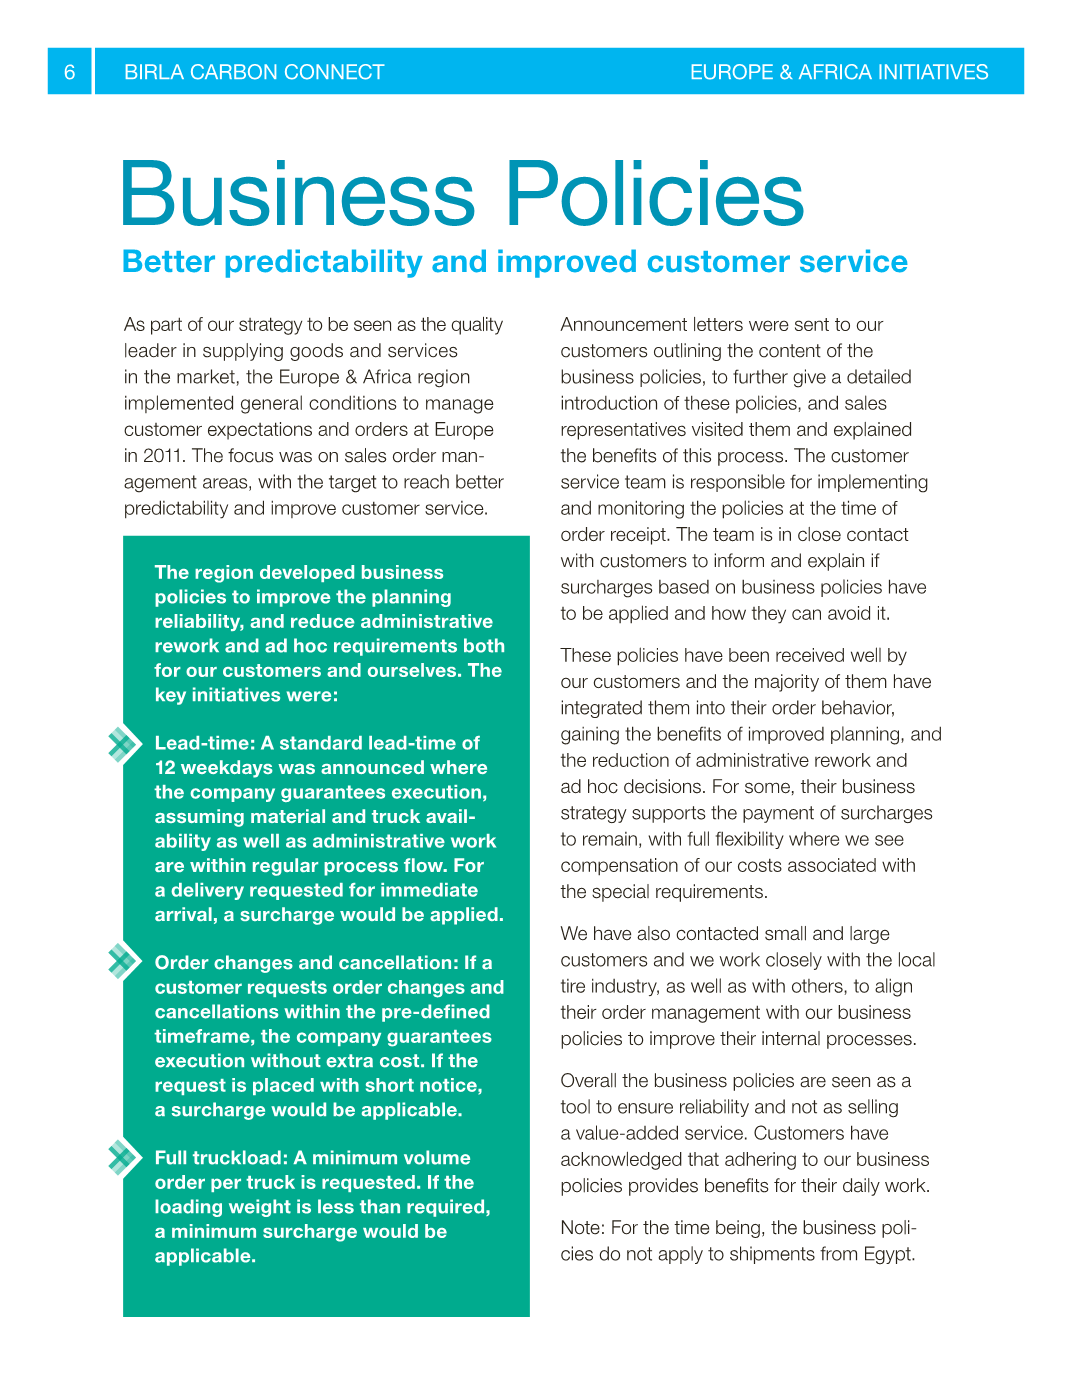 6
BIRLA CARBON CONNECT
EUROPE & AFRICA INITIATIVES
Business Policies
Better predictability and improved customer service
As part of our strategy to be seen as the quality
leader in supplying goods and services
in the market, the Europe & Africa region
implemented general conditions to manage
customer expectations and orders at Europe
in 2011. The focus was on sales order man-
agement areas, with the target to reach better
predictability and improve customer service.
The region developed business
policies to improve the planning
reliability, and reduce administrative
rework and ad hoc requirements both
for our customers and ourselves. The
key initiatives were:
Lead-time: A standard lead-time of
12 weekdays was announced where
the company guarantees execution,
assuming material and truck avail-
ability as well as administrative work
are within regular process flow. For
a delivery requested for immediate
arrival, a surcharge would be applied.
Order changes and cancellation: If a
customer requests order changes and
cancellations within the pre-defined
timeframe, the company guarantees
execution without extra cost. If the
request is placed with short notice,
a surcharge would be applicable.
Full truckload: A minimum volume
order per truck is requested. If the
loading weight is less than required,
a minimum surcharge would be
applicable.
Announcement letters were sent to our
customers outlining the content of the
business policies, to further give a detailed
introduction of these policies, and sales
representatives visited them and explained
the benefits of this process. The customer
service team is responsible for implementing
and monitoring the policies at the time of
order receipt. The team is in close contact
with customers to inform and explain if
surcharges based on business policies have
to be applied and how they can avoid it.
These policies have been received well by
our customers and the majority of them have
integrated them into their order behavior,
gaining the benefits of improved planning, and
the reduction of administrative rework and
ad hoc decisions. For some, their business
strategy supports the payment of surcharges
to remain, with full flexibility where we see
compensation of our costs associated with
the special requirements.
We have also contacted small and large
customers and we work closely with the local
tire industry, as well as with others, to align
their order management with our business
policies to improve their internal processes.
Overall the business policies are seen as a
tool to ensure reliability and not as selling
a value-added service. Customers have
acknowledged that adhering to our business
policies provides benefits for their daily work.
Note: For the time being, the business poli-
cies do not apply to shipments from Egypt.